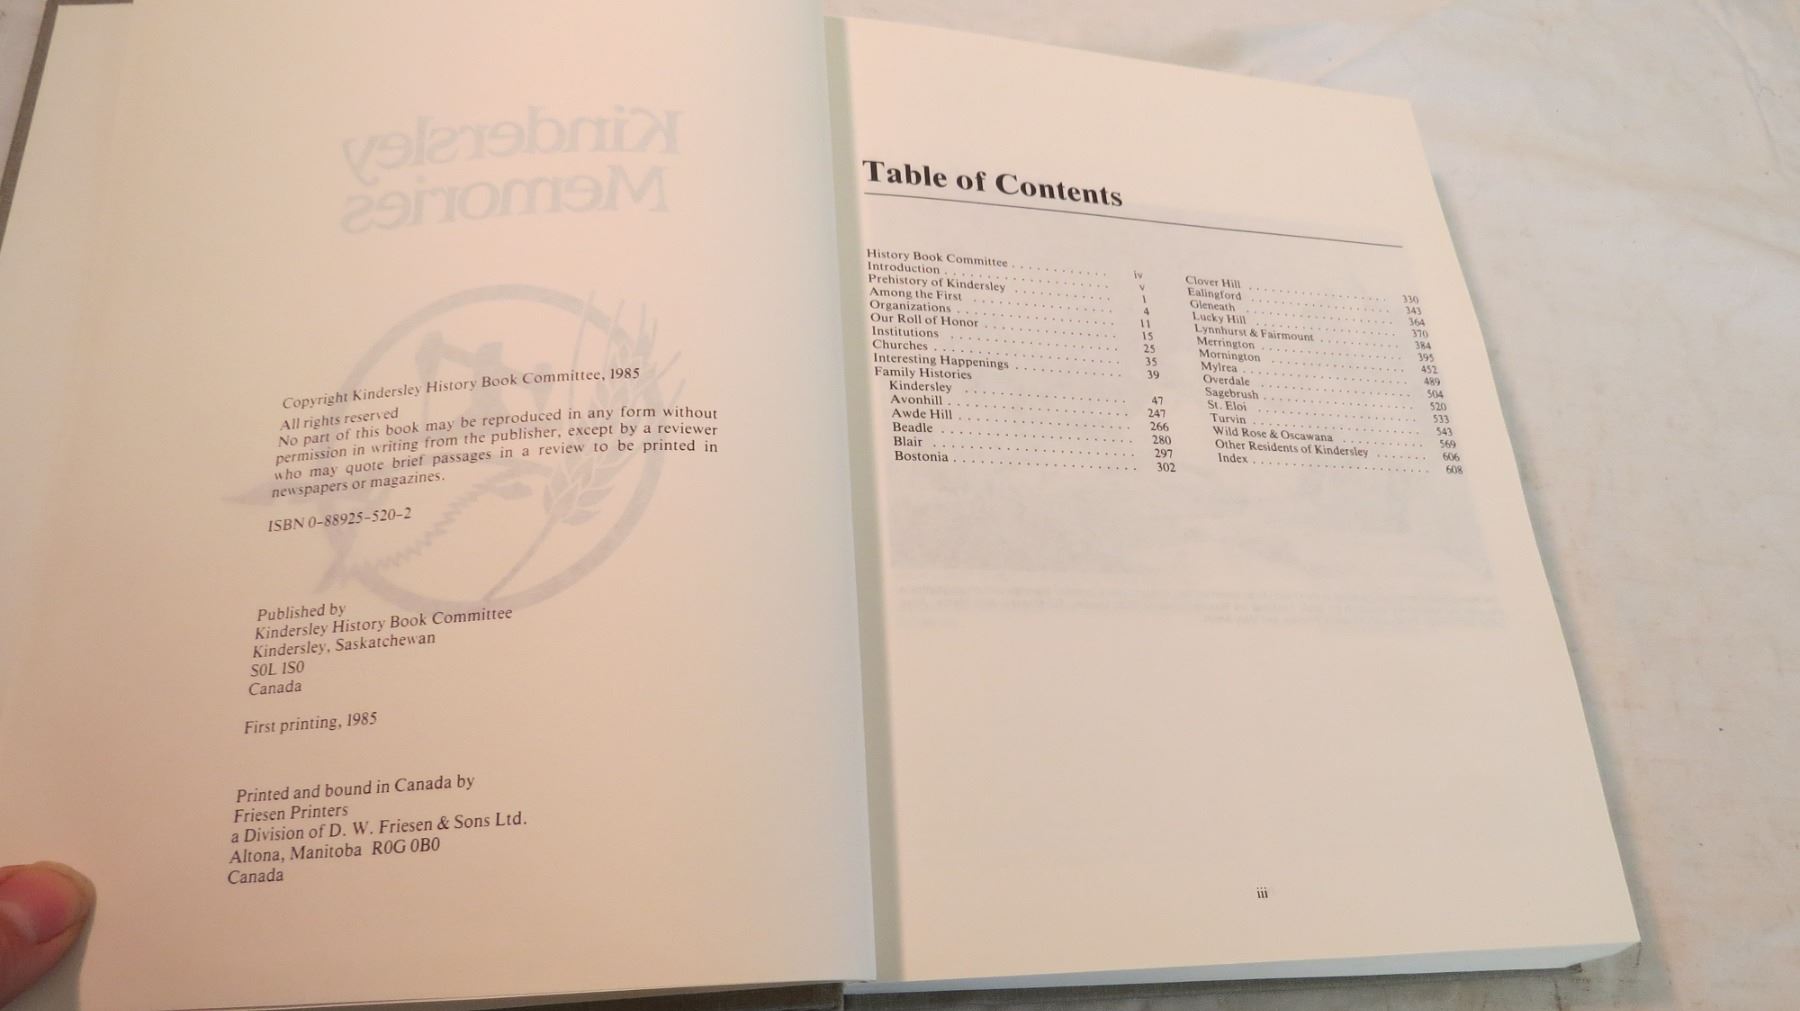 Kindersley
Memories
Copyright Kindersley History Book Committee, 1985
All rights reserved
No part of this book may be reproduced in any form without
permission in writing from the publisher, except by a reviewer
who may quote brief passages in a review to be printed in
newspapers or magazines.
ISBN 0-88925-520-2
Published by
Kindersley History Book Committee
Kindersley, Saskatchewan
S0L 1S0
Canada
First printing, 1985
Printed and bound in Canada by
Friesen Printers
a Division of D. W. Friesen & Sons Ltd.
Altona, Manitoba R0G 0B0
Canada
Table of Contents
History Book Committee . . . . . . . . . . . . iv
Introduction . . . . . . . . . . . . . . . . . . . . . v
Prehistory of Kindersley . . . . . . . . . . . . 1
Among the First . . . . . . . . . . . . . . . . . 4
Organizations . . . . . . . . . . . . . . . . . . 11
Our Roll of Honor . . . . . . . . . . . . . . . 15
Institutions . . . . . . . . . . . . . . . . . . . . 25
Churches . . . . . . . . . . . . . . . . . . . . . 35
Interesting Happenings . . . . . . . . . . . . 39
Family Histories
Kindersley . . . . . . . . . . . . . . . . . . . . 47
Avonhill . . . . . . . . . . . . . . . . . . . . . 247
Awde Hill . . . . . . . . . . . . . . . . . . . . 266
Beadle . . . . . . . . . . . . . . . . . . . . . . 280
Blair . . . . . . . . . . . . . . . . . . . . . . . 297
Bostonia . . . . . . . . . . . . . . . . . . . . . 302
Clover Hill . . . . . . . . . . . . . . . . . . . . 330
Ealingford . . . . . . . . . . . . . . . . . . . . 343
Gleneath . . . . . . . . . . . . . . . . . . . . . 364
Lucky Hill . . . . . . . . . . . . . . . . . . . . 370
Lynnhurst & Fairmount . . . . . . . . . . . . 384
Merrington . . . . . . . . . . . . . . . . . . . 395
Mornington . . . . . . . . . . . . . . . . . . . 452
Mylrea . . . . . . . . . . . . . . . . . . . . . . 489
Overdale . . . . . . . . . . . . . . . . . . . . . 504
Sagebrush . . . . . . . . . . . . . . . . . . . . 520
St. Eloi . . . . . . . . . . . . . . . . . . . . . . 533
Turvin . . . . . . . . . . . . . . . . . . . . . . 543
Wild Rose & Oscawana . . . . . . . . . . . . 569
Other Residents of Kindersley . . . . . . . 606
Index . . . . . . . . . . . . . . . . . . . . . . . 608
iii